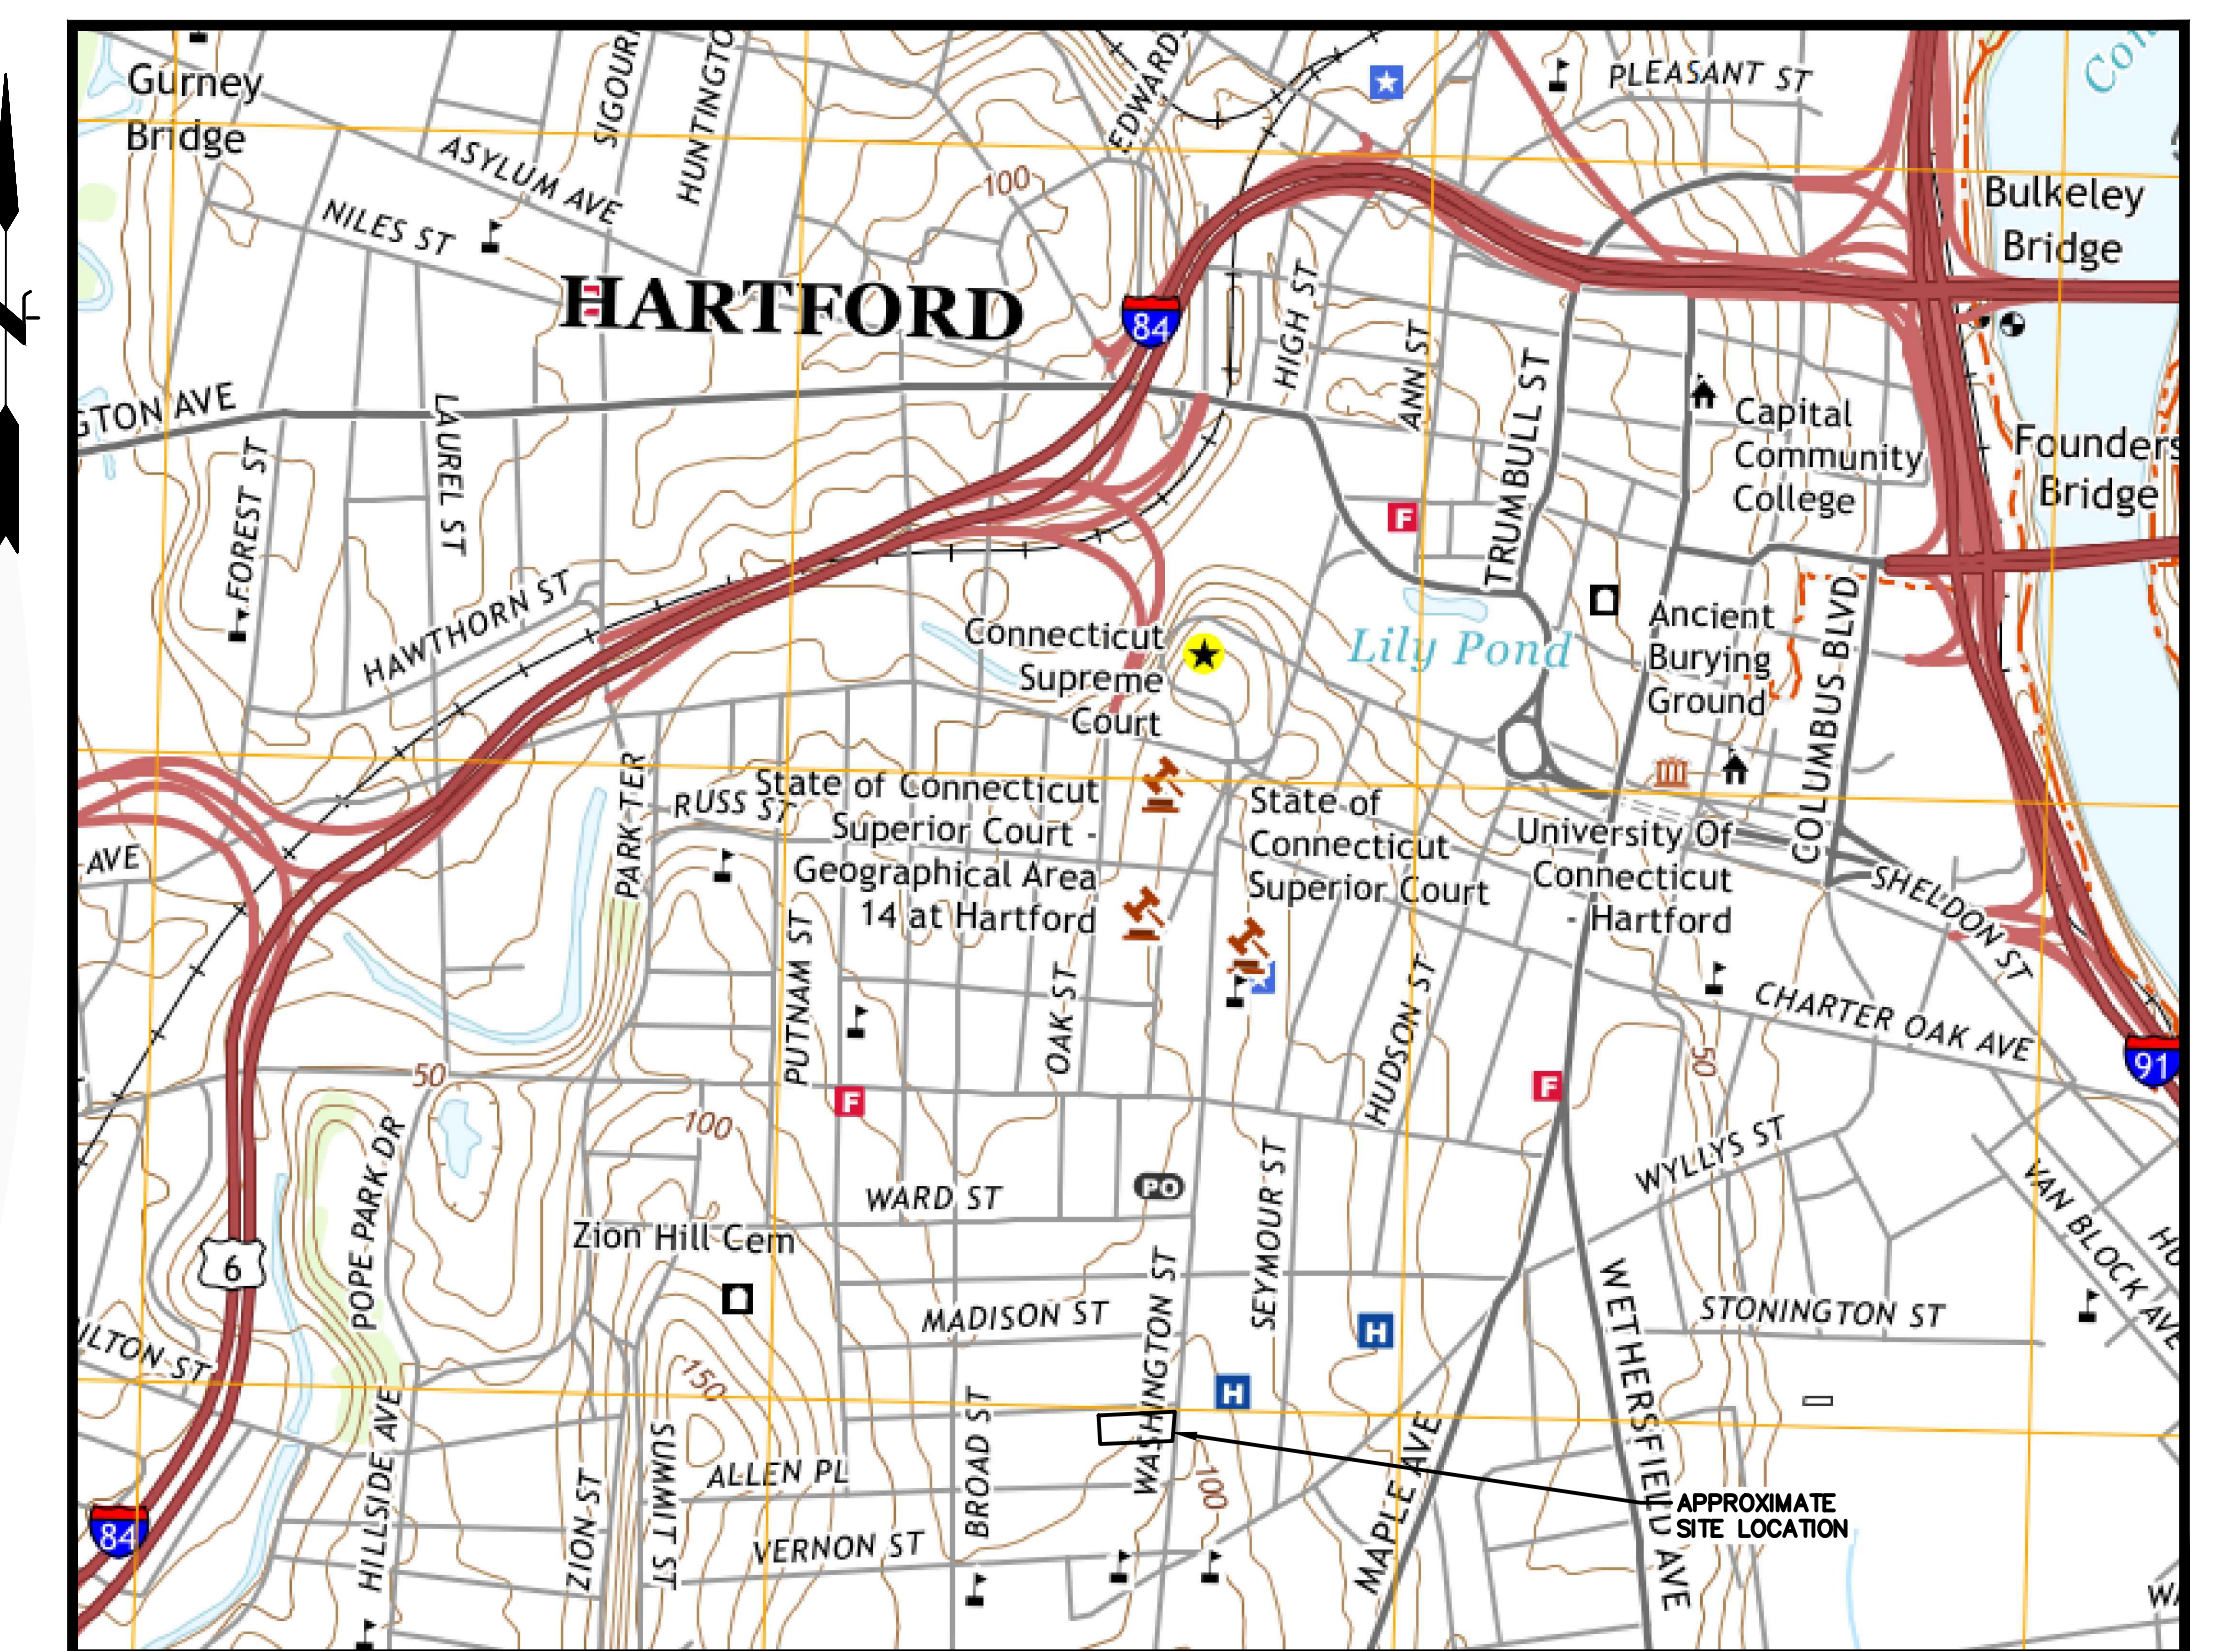 Gurney
Bridge
EDWARDS
PLEASANT ST
ASYLUM AVE
NILES ST
100
Bulkeley
Bridge
HARTFORD
84
HIGH ST
ANN ST
TRUMBULL ST
GTON AVE
LAUREL ST
FOREST ST
Capital
Community
College
Founders
Bridge
F
HAWTHORN ST
Connecticut
Supreme
Court
Lily Pond
Ancient
Burying
Ground
COLUMBUS BLVD
PARK TER
RUSS ST
State of Connecticut
Superior Court -
Geographical Area
14 at Hartford
State of
Connecticut
Superior Court
University Of
Connecticut
- Hartford
AVE
SHELDON ST
PUTNAM ST
OAK ST
HUDSON ST
CHARTER OAK AVE
50
91
50
F
F
100
POPE PARK DR
WARD ST
PO
SEYMOUR ST
WYLLYS ST
VAN BLOCK AVE
HU
Zion Hill Cem
6
MADISON ST
WASHINGTON ST
H
WETHERSFIELD AVE
STONINGTON ST
ILTON ST
150
H
HILLSIDE AVE
SUMMIT ST
BROAD ST
MAPLE AVE
ALLEN PL
100
ZION ST
APPROXIMATE
SITE LOCATION
84
VERNON ST
WA